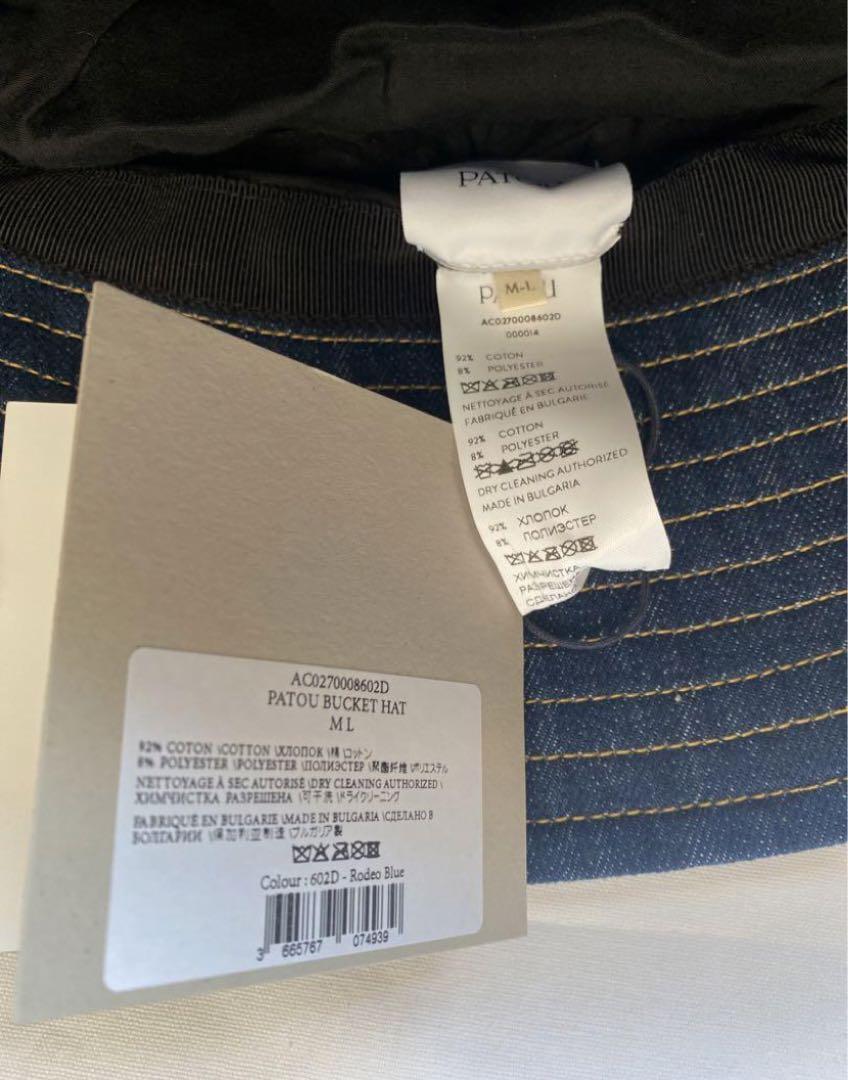 PATOU
M-L
AC0270008602D
000014
92% COTON
8% POLYESTER
NETTOYAGE À SEC AUTORISÉ
FABRIQUÉ EN BULGARIE
92% COTTON
8% POLYESTER
DRY CLEANING AUTHORIZED
MADE IN BULGARIA
92% ХЛОПОК
8% ПОЛИЭСТЕР
ХИМЧИСТКА
AC0270008602D
PATOU BUCKET HAT
M L
92% COTON \COTTON \ХЛОПОК \棉 \コットン
8% POLYESTER \POLYESTER \ПОЛИЭСТЕР \聚酯纤维 \ポリエステル
NETTOYAGE À SEC AUTORISÉ \DRY CLEANING AUTHORIZED \
ХИМЧИСТКА РАЗРЕШЕНА \可干洗 \ドライクリーニング
FABRIQUÉ EN BULGARIE \MADE IN BULGARIA \СДЕЛАНО В
БОЛГАРИИ \保加利亚制造 \ブルガリア製
Colour : 602D - Rodeo Blue
3 665767 074939